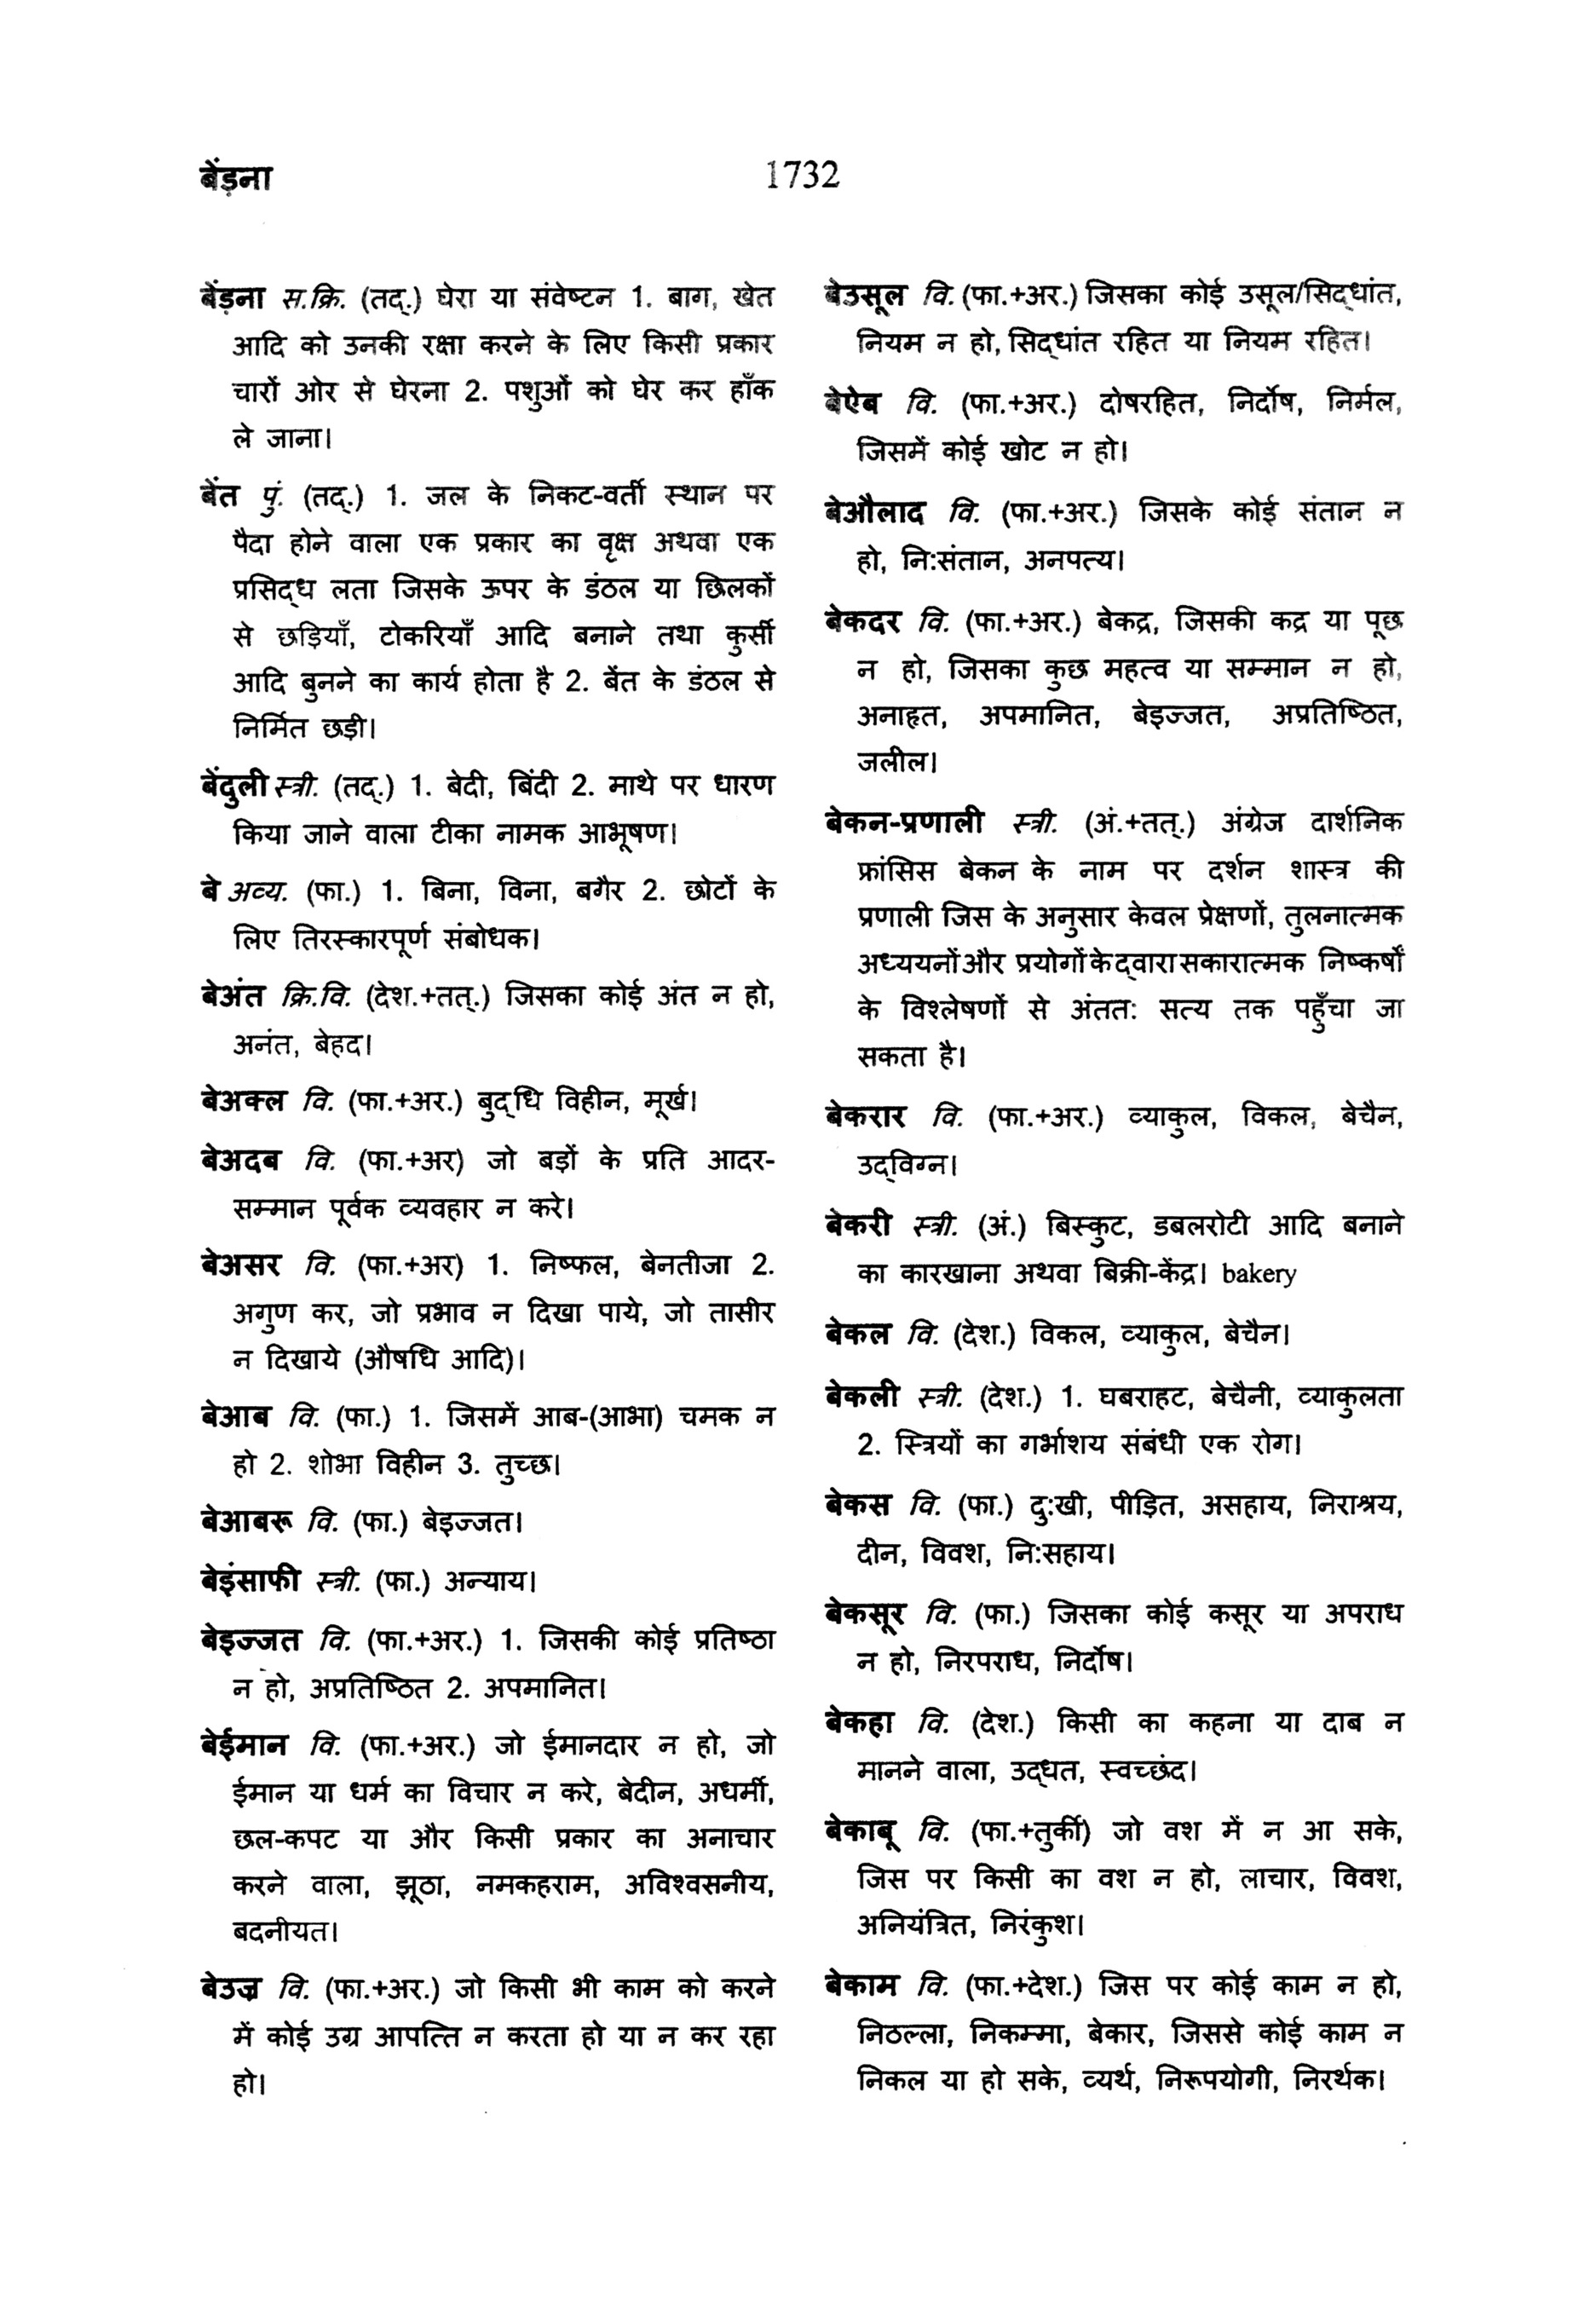 बेंड़ना
1732
बेंड़ना स.क्रि. (तद्.) घेरा या संवेष्टन 1. बाग, खेत
आदि को उनकी रक्षा करने के लिए किसी प्रकार
चारों ओर से घेरना 2. पशुओं को घेर कर हाँक
ले जाना।
बेंत पुं. (तद्.) 1. जल के निकट-वर्ती स्थान पर
पैदा होने वाला एक प्रकार का वृक्ष अथवा एक
प्रसिद्ध लता जिसके ऊपर के डंठल या छिलकों
से छड़ियाँ, टोकरियाँ आदि बनाने तथा कुर्सी
आदि बुनने का कार्य होता है 2. बेंत के डंठल से
निर्मित छड़ी।
बेंदुली स्त्री. (तद्.) 1. बेदी, बिंदी 2. माथे पर धारण
किया जाने वाला टीका नामक आभूषण।
बे अव्य. (फा.) 1. बिना, विना, बगैर 2. छोटों के
लिए तिरस्कारपूर्ण संबोधक।
बेअंत क्रि.वि. (देश.+तत्.) जिसका कोई अंत न हो,
अनंत, बेहद।
बेअक्ल वि. (फा.+अर.) बुद्धि विहीन, मूर्ख।
बेअदब वि. (फा.+अर) जो बड़ों के प्रति आदर-
सम्मान पूर्वक व्यवहार न करे।
बेअसर वि. (फा.+अर) 1. निष्फल, बेनतीजा 2.
अगुण कर, जो प्रभाव न दिखा पाये, जो तासीर
न दिखाये (औषधि आदि)।
बेआब वि. (फा.) 1. जिसमें आब-(आभा) चमक न
हो 2. शोभा विहीन 3. तुच्छ।
बेआबरू वि. (फा.) बेइज्जत।
बेइंसाफी स्त्री. (फा.) अन्याय।
बेइज्जत वि. (फा.+अर.) 1. जिसकी कोई प्रतिष्ठा
न हो, अप्रतिष्ठित 2. अपमानित।
बेईमान वि. (फा.+अर.) जो ईमानदार न हो, जो
ईमान या धर्म का विचार न करे, बेदीन, अधर्मी,
छल-कपट या और किसी प्रकार का अनाचार
करने वाला, झूठा, नमकहराम, अविश्वसनीय,
बदनीयत।
बेउज्र वि. (फा.+अर.) जो किसी भी काम को करने
में कोई उग्र आपत्ति न करता हो या न कर रहा
हो।
बेउसूल वि. (फा.+अर.) जिसका कोई उसूल/सिद्धांत,
नियम न हो, सिद्धांत रहित या नियम रहित।
बेऐब वि. (फा.+अर.) दोषरहित, निर्दोष, निर्मल,
जिसमें कोई खोट न हो।
बेऔलाद वि. (फा.+अर.) जिसके कोई संतान न
हो, नि:संतान, अनपत्य।
बेकदर वि. (फा.+अर.) बेकद्र, जिसकी कद्र या पूछ
न हो, जिसका कुछ महत्व या सम्मान न हो,
अनाहृत, अपमानित, बेइज्जत, अप्रतिष्ठित,
जलील।
बेकन-प्रणाली स्त्री. (अं.+तत्.) अंग्रेज दार्शनिक
फ्रांसिस बेकन के नाम पर दर्शन शास्त्र की
प्रणाली जिस के अनुसार केवल प्रेक्षणों, तुलनात्मक
अध्ययनों और प्रयोगों के द्वारा सकारात्मक निष्कर्षों
के विश्लेषणों से अंतत: सत्य तक पहुँचा जा
सकता है।
बेकरार वि. (फा.+अर.) व्याकुल, विकल, बेचैन,
उद्विग्न।
बेकरी स्त्री. (अं.) बिस्कुट, डबलरोटी आदि बनाने
का कारखाना अथवा बिक्री-केंद्र। bakery
बेकल वि. (देश.) विकल, व्याकुल, बेचैन।
बेकली स्त्री. (देश.) 1. घबराहट, बेचैनी, व्याकुलता
2. स्त्रियों का गर्भाशय संबंधी एक रोग।
बेकस वि. (फा.) दु:खी, पीड़ित, असहाय, निराश्रय,
दीन, विवश, नि:सहाय।
बेकसूर वि. (फा.) जिसका कोई कसूर या अपराध
न हो, निरपराध, निर्दोष।
बेकहा वि. (देश.) किसी का कहना या दाब न
मानने वाला, उद्धत, स्वच्छंद।
बेकाबू वि. (फा.+तुर्की) जो वश में न आ सके,
जिस पर किसी का वश न हो, लाचार, विवश,
अनियंत्रित, निरंकुश।
बेकाम वि. (फा.+देश.) जिस पर कोई काम न हो,
निठल्ला, निकम्मा, बेकार, जिससे कोई काम न
निकल या हो सके, व्यर्थ, निरूपयोगी, निरर्थक।